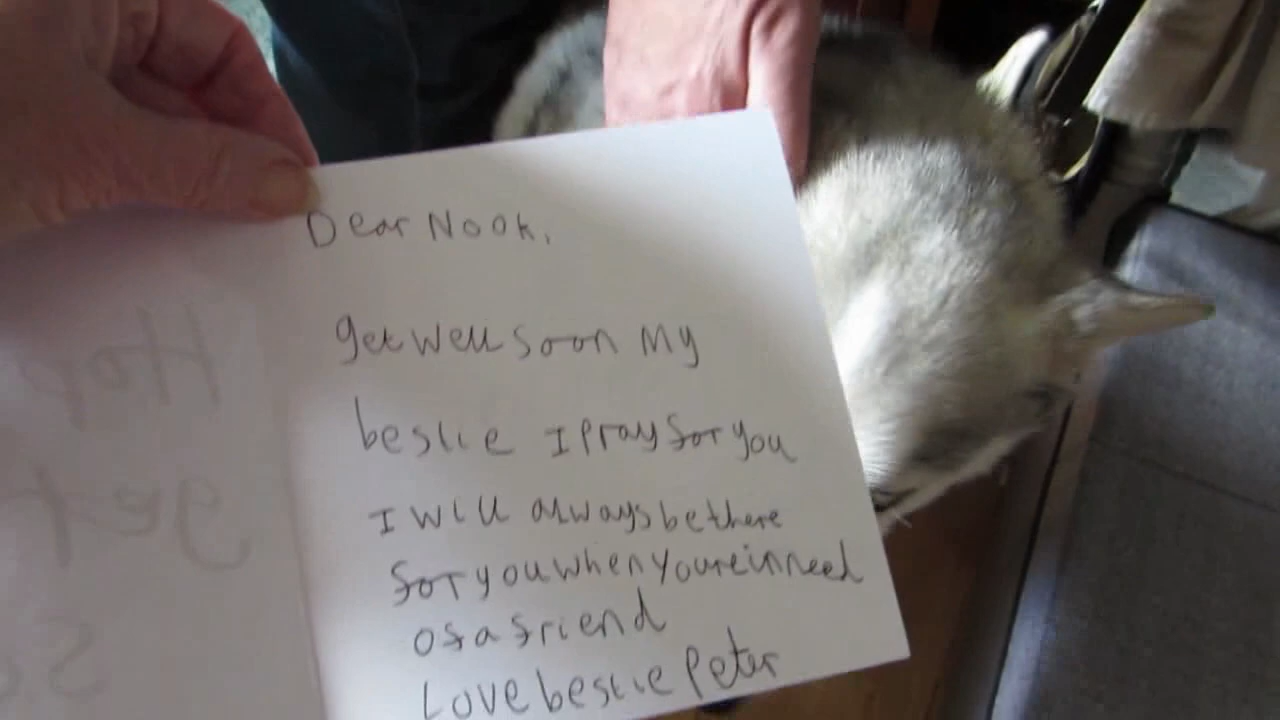 Dear Nook,
get well soon My
bestie I pray for you
I will always be there
for you when youre in need
of a friend
Love bestie Peter